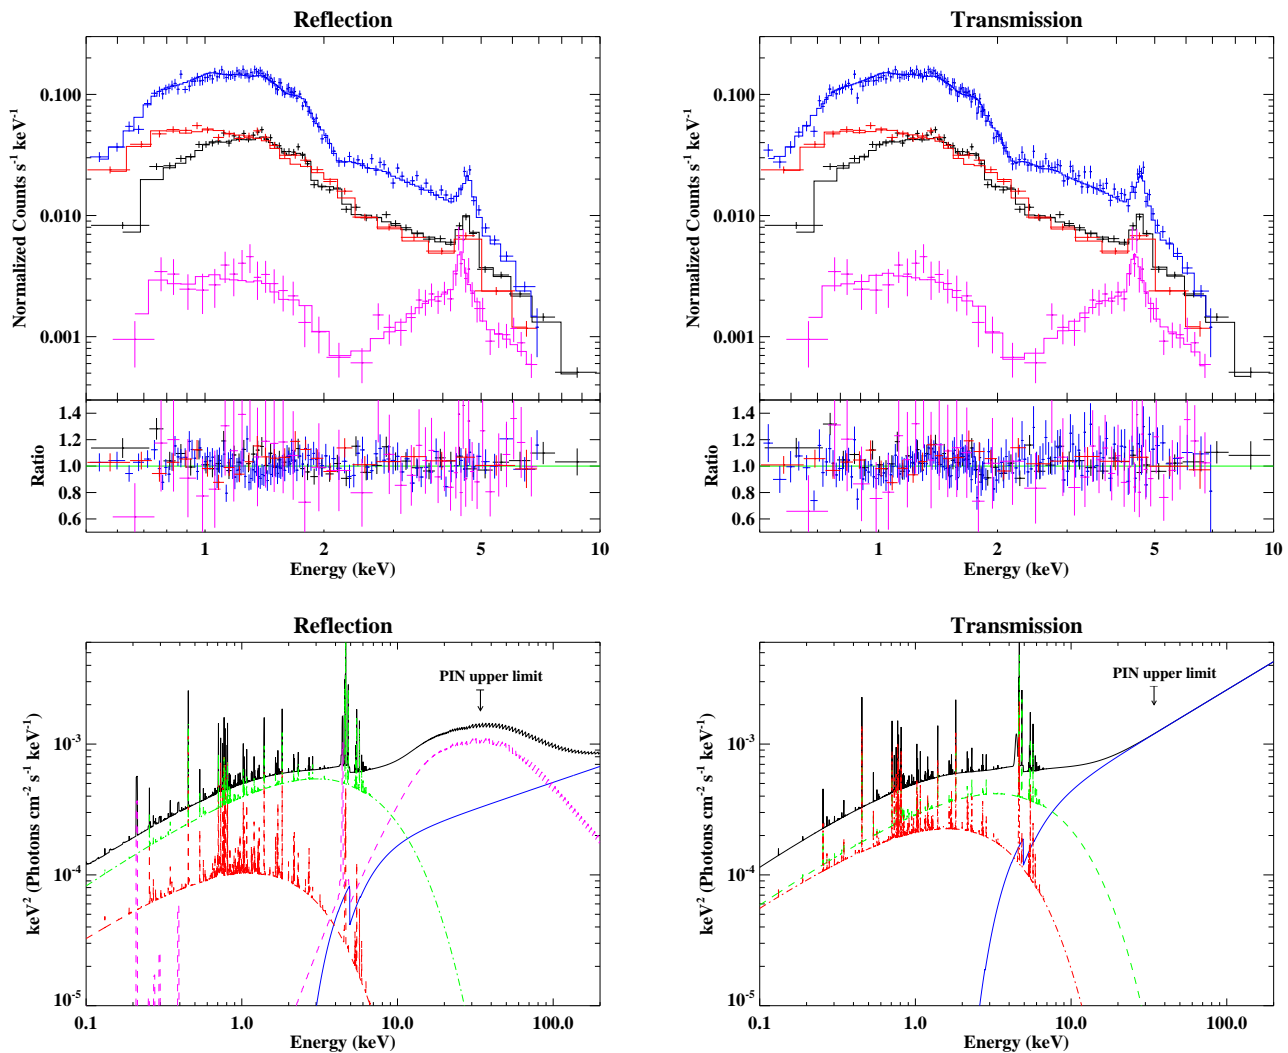 Reflection
Normalized Counts s⁻¹ keV⁻¹
0.100
0.010
0.001
Ratio
1.4
1.2
1.0
0.8
0.6
1 2 5 10
Energy (keV)
Transmission
Normalized Counts s⁻¹ keV⁻¹
0.100
0.010
0.001
Ratio
1.4
1.2
1.0
0.8
0.6
1 2 5 10
Energy (keV)
Reflection
PIN upper limit
keV² (Photons cm⁻² s⁻¹ keV⁻¹)
10⁻³
10⁻⁴
10⁻⁵
0.1 1.0 10.0 100.0
Energy (keV)
Transmission
PIN upper limit
keV² (Photons cm⁻² s⁻¹ keV⁻¹)
10⁻³
10⁻⁴
10⁻⁵
0.1 1.0 10.0 100.0
Energy (keV)